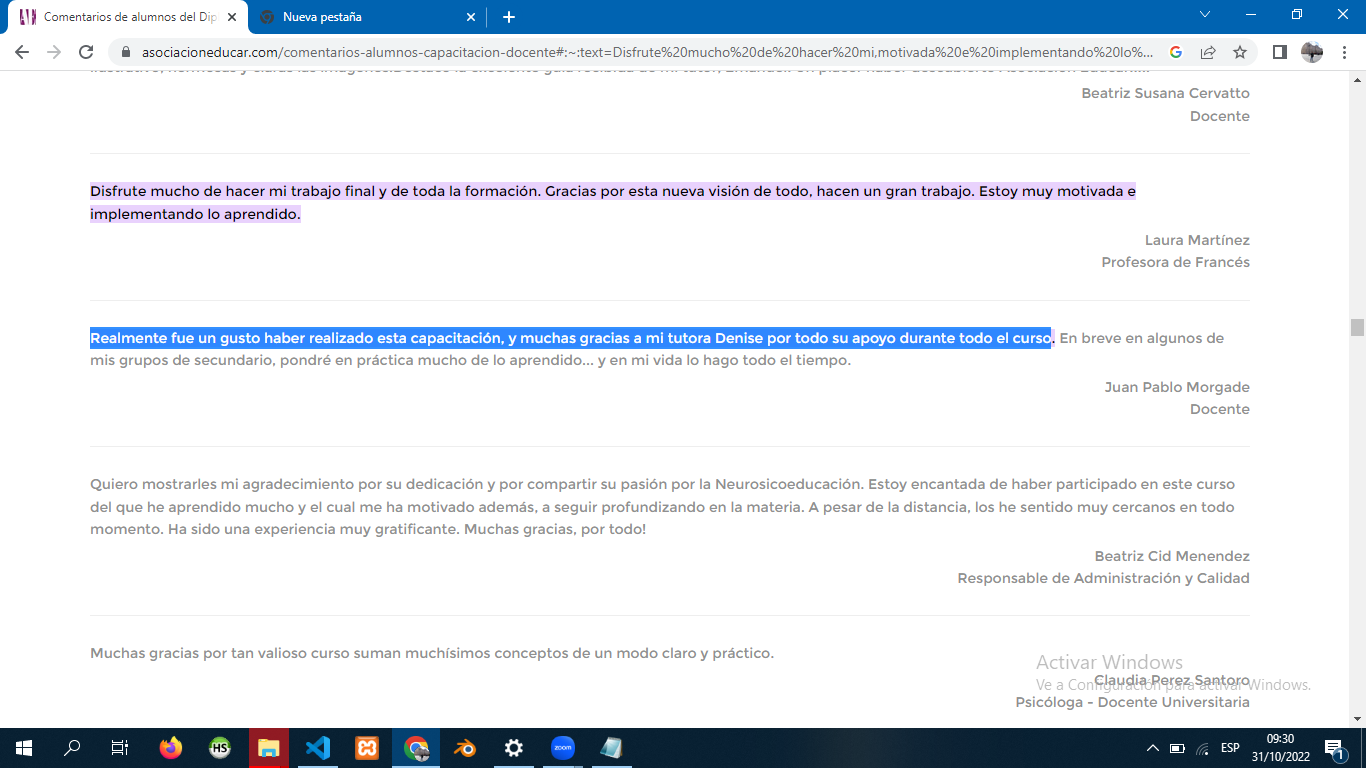 Comentarios de alumnos del Dip
Nueva pestaña
asociacioneducar.com/comentarios-alumnos-capacitacion-docente#:~:text=Disfrute%20mucho%20de%20hacer%20mi,motivada%20e%20implementando%20lo%...
Beatriz Susana Cervatto
Docente
Disfrute mucho de hacer mi trabajo final y de toda la formación. Gracias por esta nueva visión de todo, hacen un gran trabajo. Estoy muy motivada e
implementando lo aprendido.
Laura Martínez
Profesora de Francés
Realmente fue un gusto haber realizado esta capacitación, y muchas gracias a mi tutora Denise por todo su apoyo durante todo el curso. En breve en algunos de
mis grupos de secundario, pondré en práctica mucho de lo aprendido... y en mi vida lo hago todo el tiempo.
Juan Pablo Morgade
Docente
Quiero mostrarles mi agradecimiento por su dedicación y por compartir su pasión por la Neurosicoeducación. Estoy encantada de haber participado en este curso
del que he aprendido mucho y el cual me ha motivado además, a seguir profundizando en la materia. A pesar de la distancia, los he sentido muy cercanos en todo
momento. Ha sido una experiencia muy gratificante. Muchas gracias, por todo!
Beatriz Cid Menendez
Responsable de Administración y Calidad
Muchas gracias por tan valioso curso suman muchísimos conceptos de un modo claro y práctico.
Activar Windows
Claudia Perez Santoro
Ve a Configuración para activar Windows.
Psicóloga - Docente Universitaria
HS
zoom
ESP
09:30
31/10/2022
1